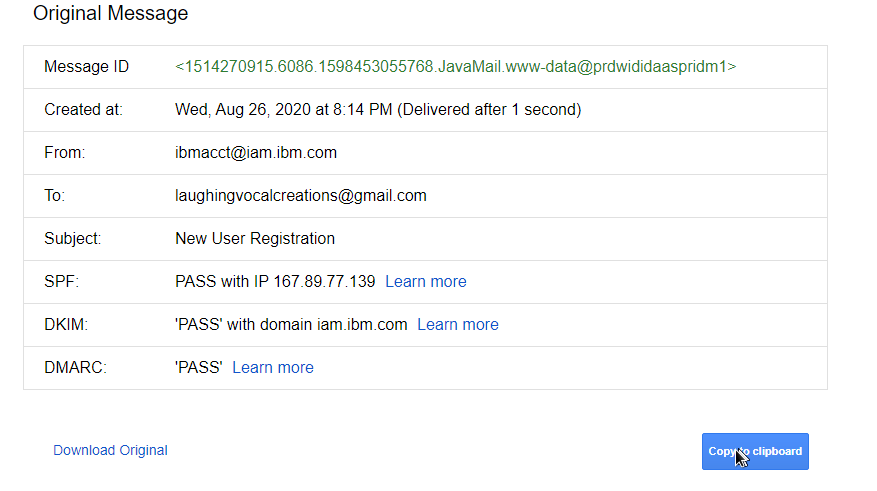 Original Message
Message ID <1514270915.6086.1598453055768.JavaMail.www-data@prdwididaaspridm1>
Created at: Wed, Aug 26, 2020 at 8:14 PM (Delivered after 1 second)
From: ibmacct@iam.ibm.com
To: laughingvocalcreations@gmail.com
Subject: New User Registration
SPF: PASS with IP 167.89.77.139 Learn more
DKIM: 'PASS' with domain iam.ibm.com Learn more
DMARC: 'PASS' Learn more
Download Original Copy to clipboard